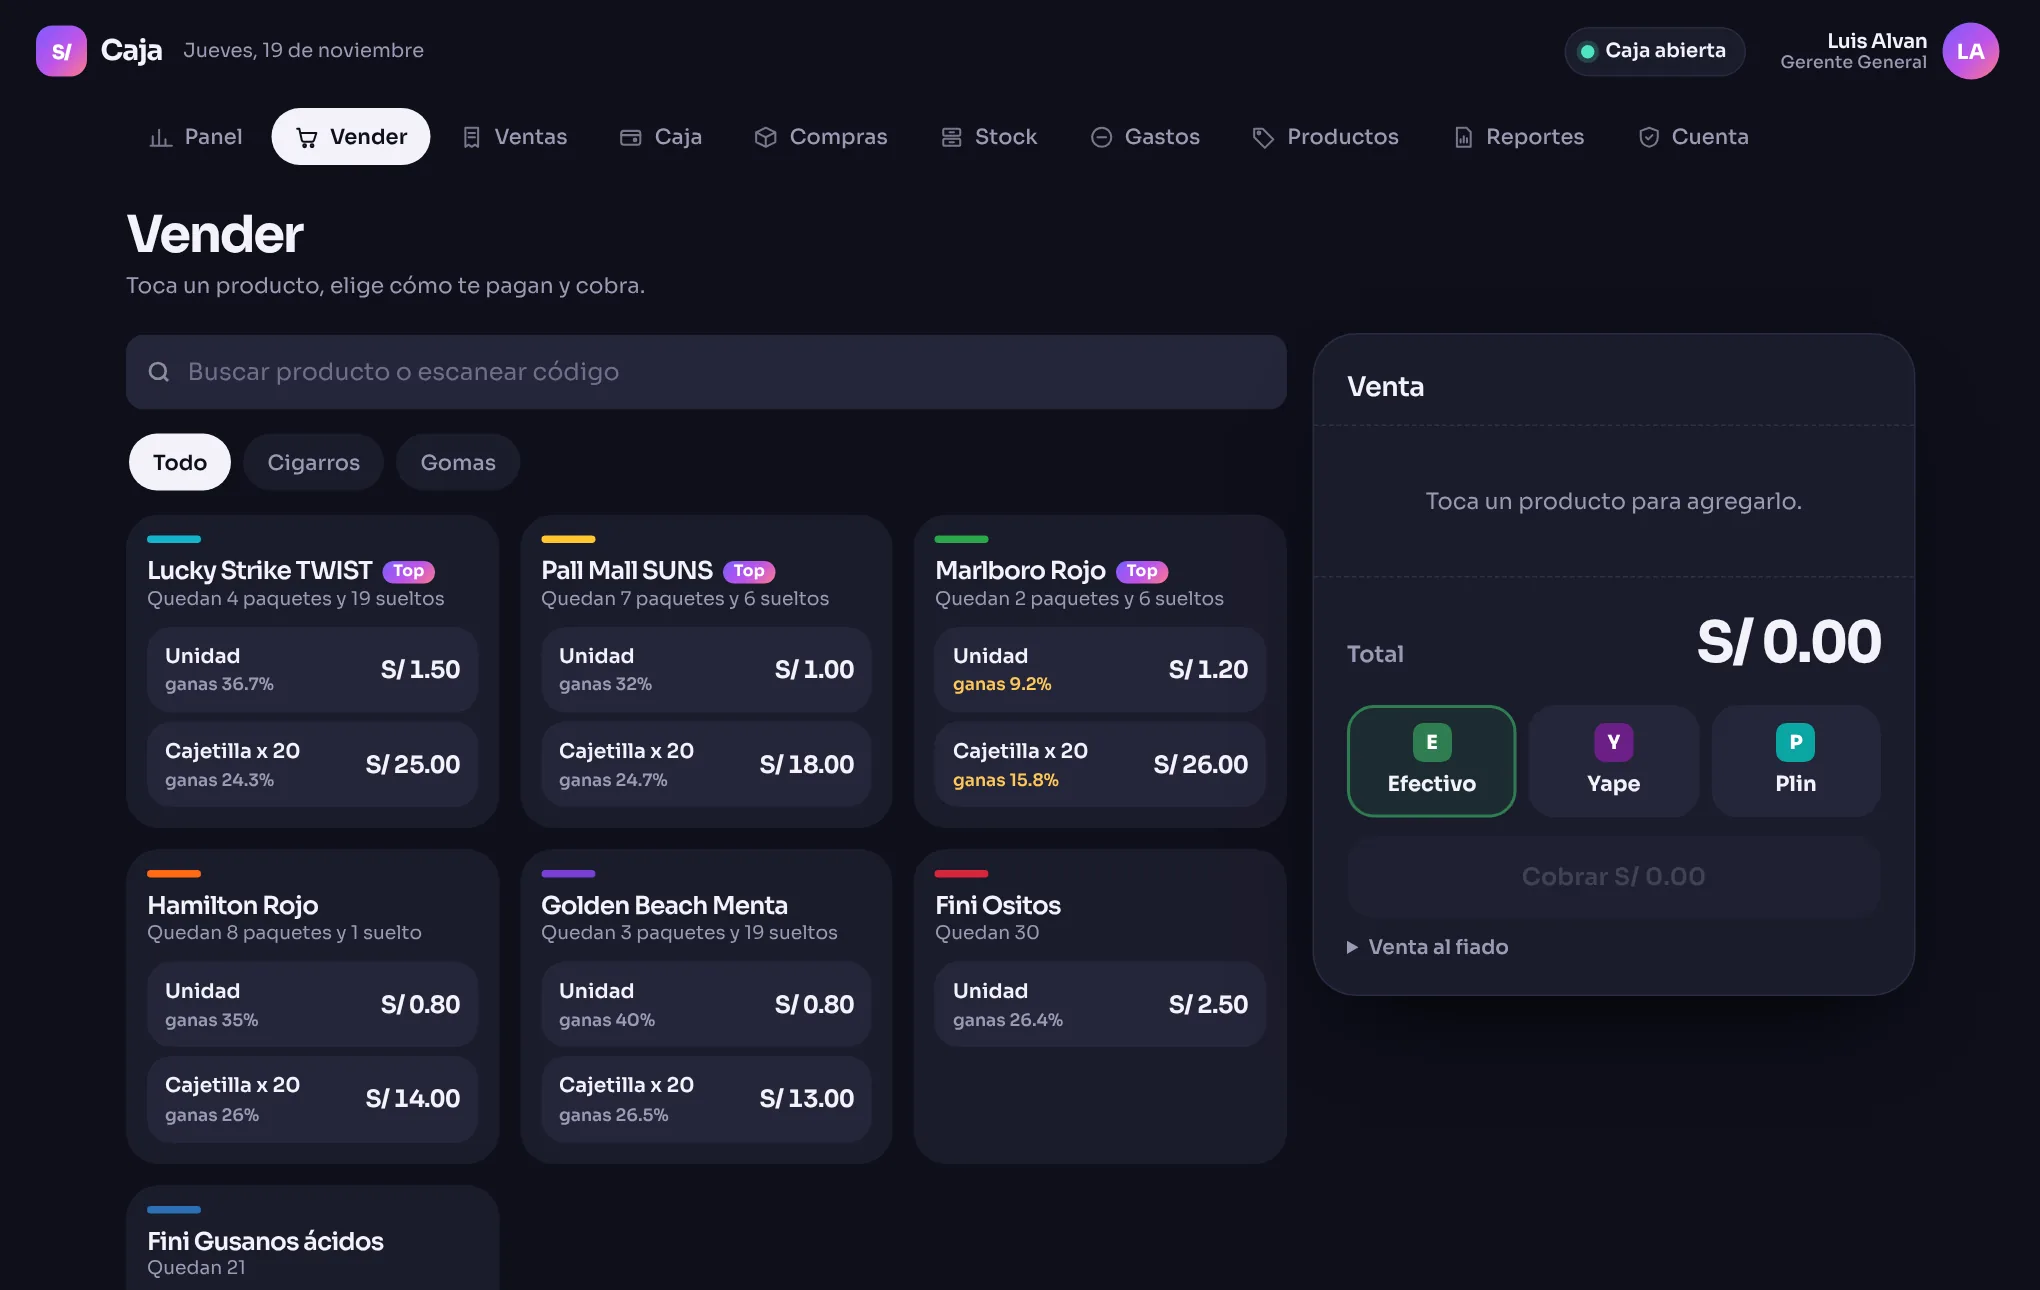 S/ Caja Jueves, 19 de noviembre
Caja abierta
Luis Alvan
Gerente General
LA
Panel Vender Ventas Caja Compras Stock Gastos Productos Reportes Cuenta
Vender
Toca un producto, elige cómo te pagan y cobra.
Buscar producto o escanear código
Todo Cigarros Gomas
Lucky Strike TWIST Top
Quedan 4 paquetes y 19 sueltos
Unidad
ganas 36.7%
S/ 1.50
Cajetilla x 20
ganas 24.3%
S/ 25.00
Pall Mall SUNS Top
Quedan 7 paquetes y 6 sueltos
Unidad
ganas 32%
S/ 1.00
Cajetilla x 20
ganas 24.7%
S/ 18.00
Marlboro Rojo Top
Quedan 2 paquetes y 6 sueltos
Unidad
ganas 9.2%
S/ 1.20
Cajetilla x 20
ganas 15.8%
S/ 26.00
Hamilton Rojo
Quedan 8 paquetes y 1 suelto
Unidad
ganas 35%
S/ 0.80
Cajetilla x 20
ganas 26%
S/ 14.00
Golden Beach Menta
Quedan 3 paquetes y 19 sueltos
Unidad
ganas 40%
S/ 0.80
Cajetilla x 20
ganas 26.5%
S/ 13.00
Fini Ositos
Quedan 30
Unidad
ganas 26.4%
S/ 2.50
Fini Gusanos ácidos
Quedan 21
Venta
Toca un producto para agregarlo.
Total S/ 0.00
E
Efectivo
Y
Yape
P
Plin
Cobrar S/ 0.00
Venta al fiado